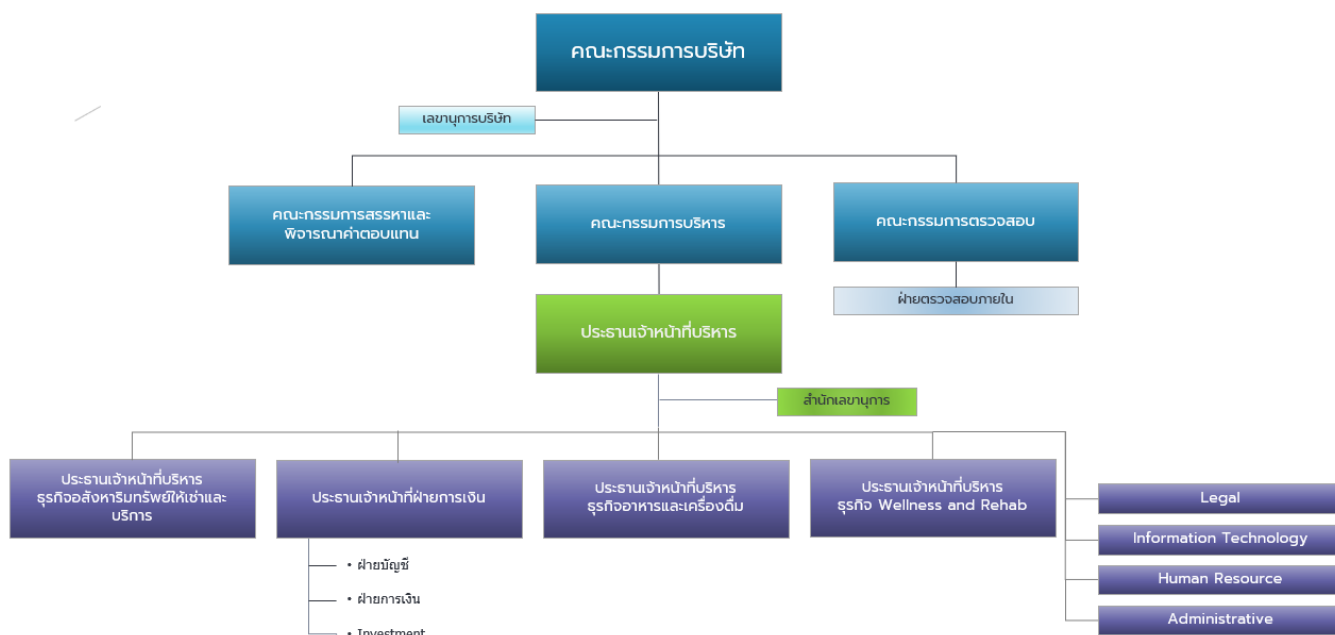 คณะกรรมการบริษัท
เลขานุการบริษัท
คณะกรรมการสรรหาและ
พิจารณาค่าตอบแทน
คณะกรรมการบริหาร
คณะกรรมการตรวจสอบ
ฝ่ายตรวจสอบภายใน
ประธานเจ้าหน้าที่บริหาร
สำนักเลขานุการ
ประธานเจ้าหน้าที่บริหาร
ธุรกิจอสังหาริมทรัพย์ให้เช่าและ
บริการ
ประธานเจ้าหน้าที่ฝ่ายการเงิน
ประธานเจ้าหน้าที่บริหาร
ธุรกิจอาหารและเครื่องดื่ม
ประธานเจ้าหน้าที่บริหาร
ธุรกิจ Wellness and Rehab
Legal
Information Technology
Human Resource
Administrative
• ฝ่ายบัญชี
• ฝ่ายการเงิน
• Investment